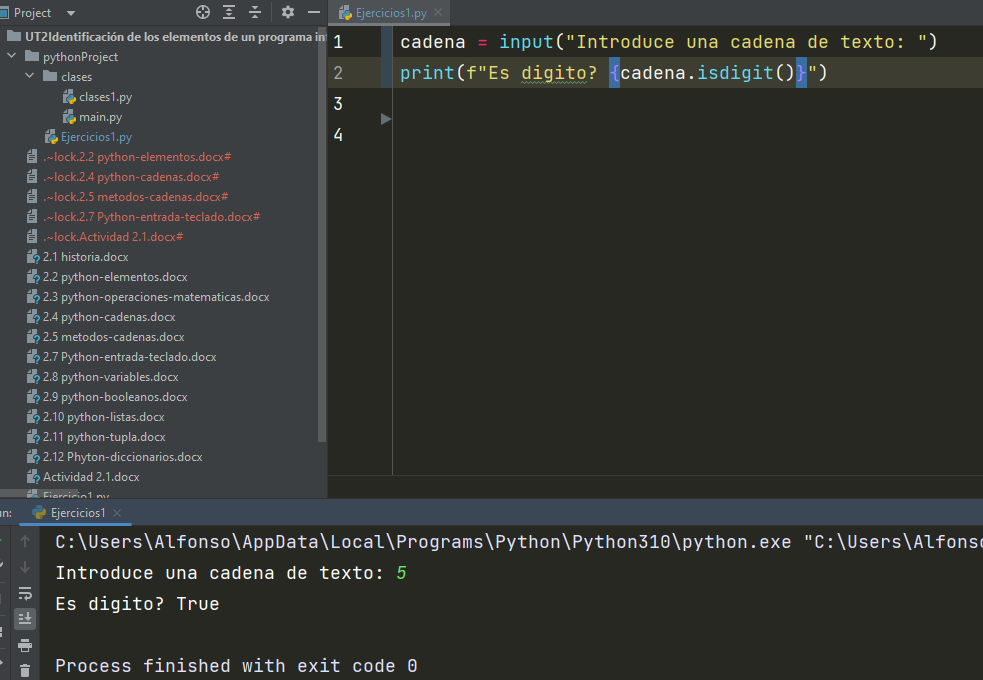 Project
Ejercicios1.py
UT2Identificación de los elementos de un programa in
pythonProject
clases
clases1.py
main.py
Ejercicios1.py
.~lock.2.2 python-elementos.docx#
.~lock.2.4 python-cadenas.docx#
.~lock.2.5 metodos-cadenas.docx#
.~lock.2.7 Python-entrada-teclado.docx#
.~lock.Actividad 2.1.docx#
2.1 historia.docx
2.2 python-elementos.docx
2.3 python-operaciones-matematicas.docx
2.4 python-cadenas.docx
2.5 metodos-cadenas.docx
2.7 Python-entrada-teclado.docx
2.8 python-variables.docx
2.9 python-booleanos.docx
2.10 python-listas.docx
2.11 python-tupla.docx
2.12 Phyton-diccionarios.docx
Actividad 2.1.docx
Ejercicio1.py
1 cadena = input("Introduce una cadena de texto: ")
2 print(f"Es digito? {cadena.isdigit()}")
3
4
un: Ejercicios1
C:\Users\Alfonso\AppData\Local\Programs\Python\Python310\python.exe "C:\Users\Alfonso
Introduce una cadena de texto: 5
Es digito? True
Process finished with exit code 0